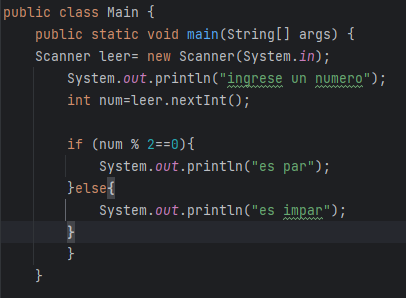 public class Main {
public static void main(String[] args) {
Scanner leer= new Scanner(System.in);
System.out.println("ingrese un numero");
int num=leer.nextInt();
if (num % 2==0){
System.out.println("es par");
}else{
System.out.println("es impar");
}
}
}